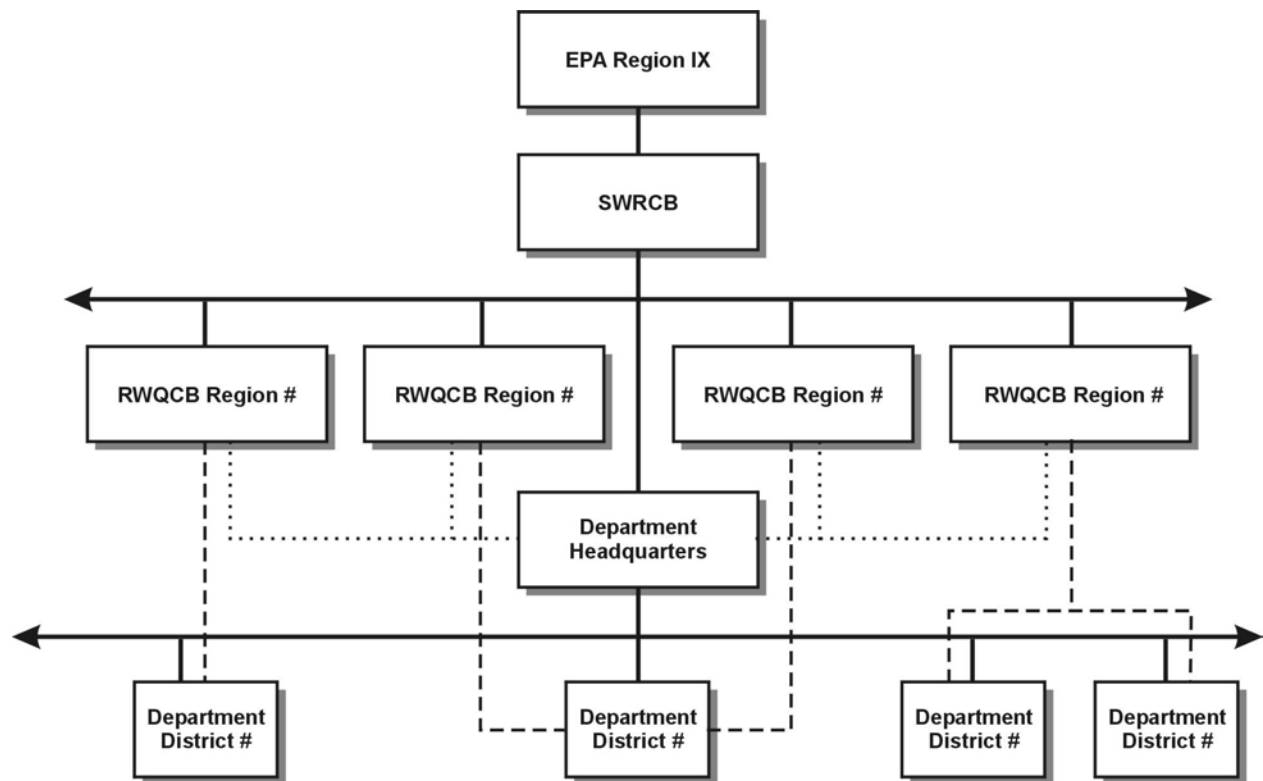 EPA Region IX
SWRCB
RWQCB Region #
RWQCB Region #
RWQCB Region #
RWQCB Region #
Department
Headquarters
Department
District #
Department
District #
Department
District #
Department
District #